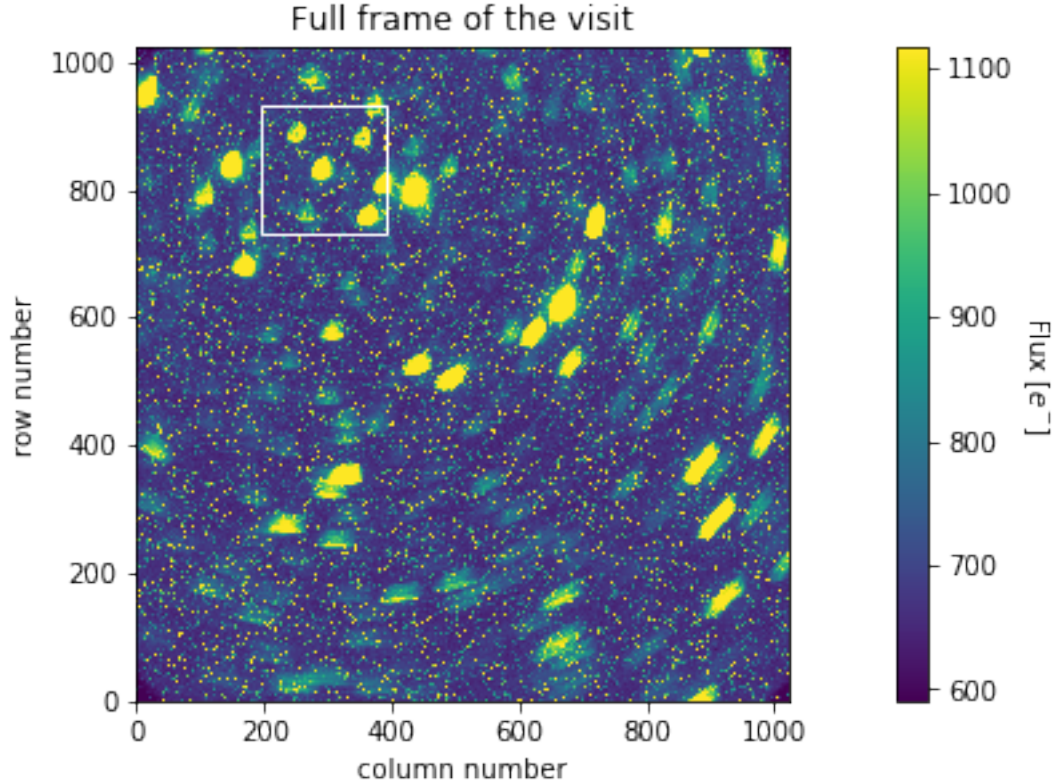 Full frame of the visit
1000
800
600
400
200
0
row number
0 200 400 600 800 1000
column number
1100
1000
900
800
700
600
Flux [e⁻]